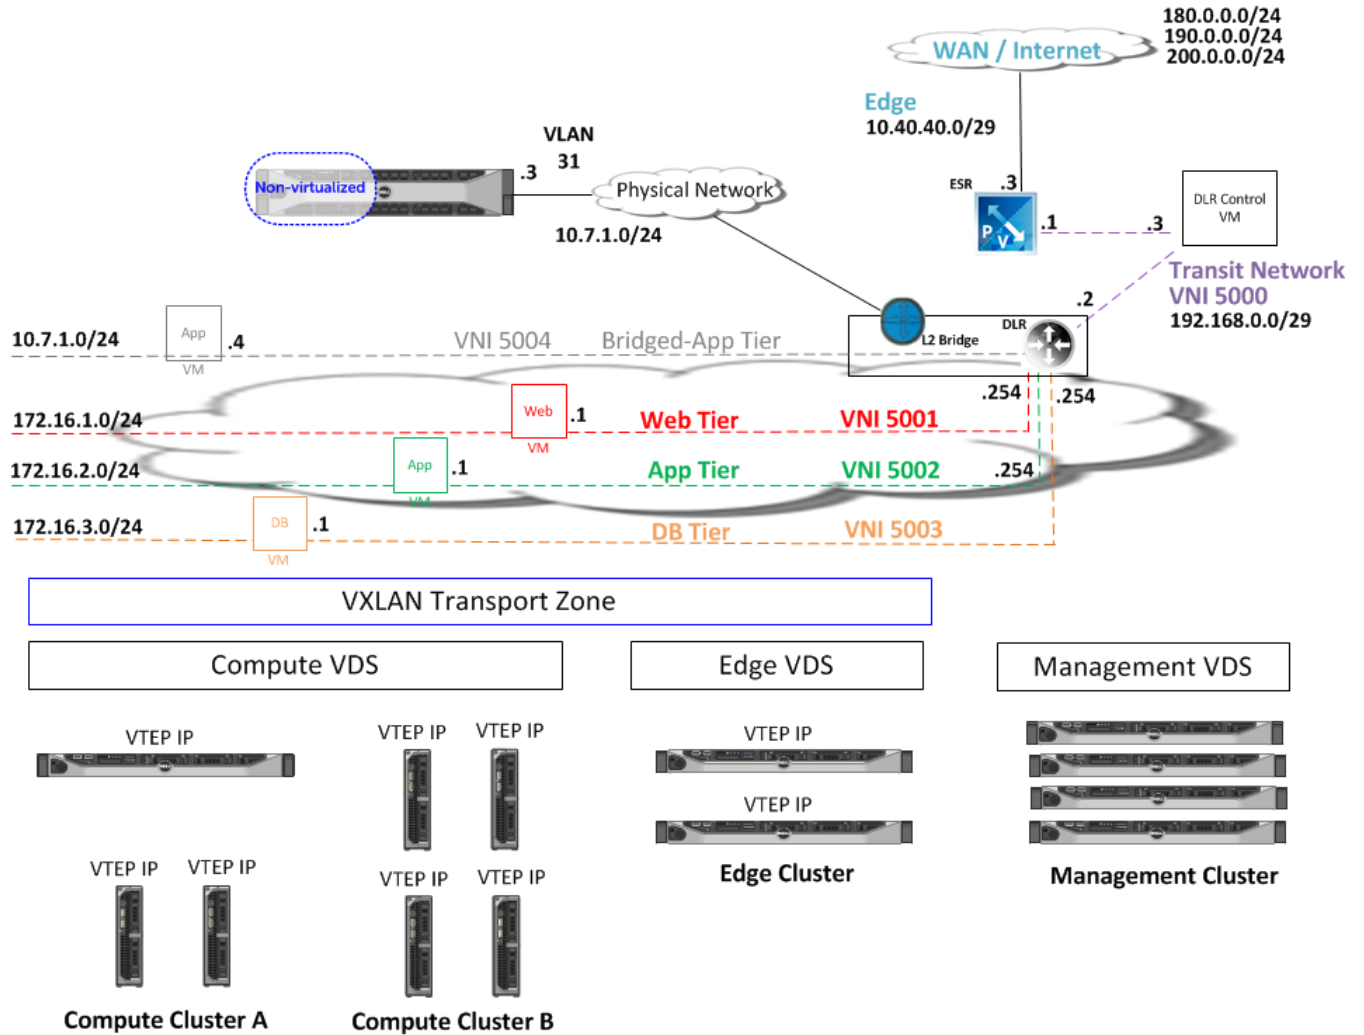 180.0.0.0/24
190.0.0.0/24
200.0.0.0/24
WAN / Internet
Edge
10.40.40.0/29
VLAN
31
.3
Non-virtualized
Physical Network
10.7.1.0/24
ESR
.3
P
V
.1
.3
DLR Control
VM
Transit Network
VNI 5000
192.168.0.0/29
.2
DLR
L2 Bridge
10.7.1.0/24
App
.4
VM
VNI 5004
Bridged-App Tier
.254
.254
172.16.1.0/24
Web
.1
VM
Web Tier
VNI 5001
172.16.2.0/24
App
.1
VM
App Tier
VNI 5002
.254
172.16.3.0/24
DB
.1
VM
DB Tier
VNI 5003
VXLAN Transport Zone
Compute VDS
Edge VDS
Management VDS
VTEP IP
VTEP IP
VTEP IP
VTEP IP
VTEP IP
VTEP IP
VTEP IP
VTEP IP
VTEP IP
Edge Cluster
Management Cluster
Compute Cluster A
Compute Cluster B